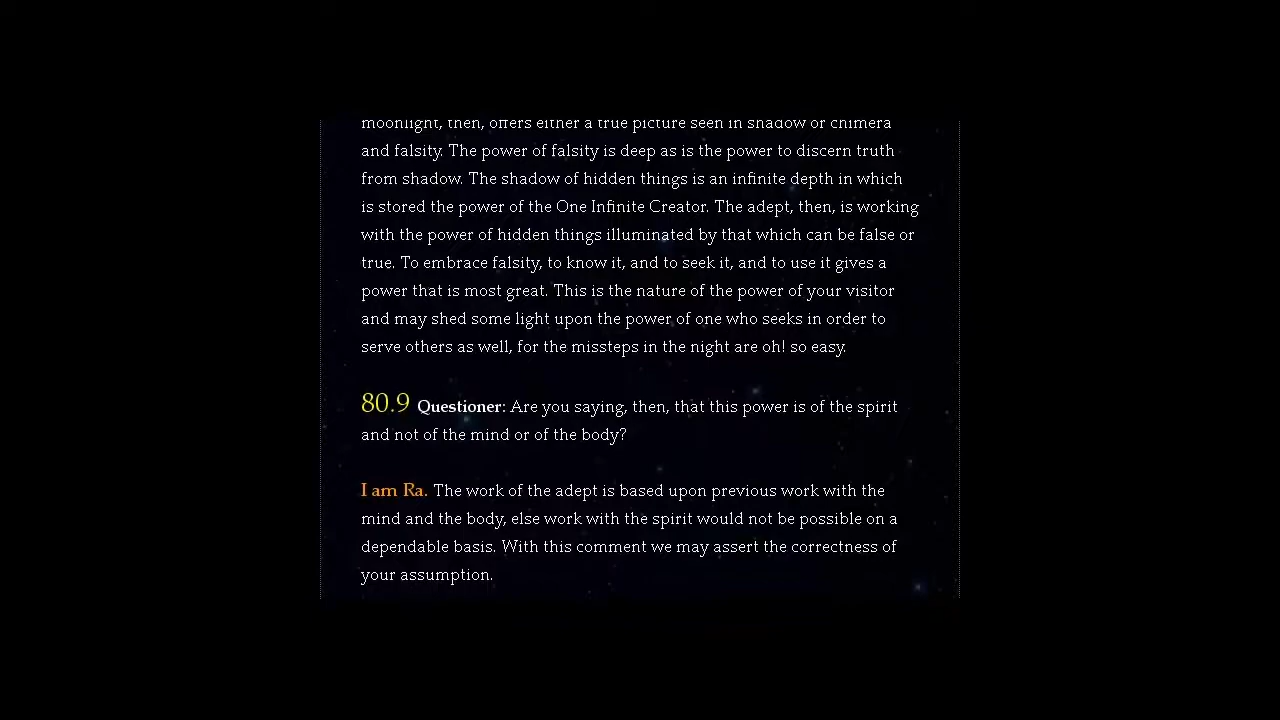 moonlight, then, offers either a true picture seen in shadow or chimera
and falsity. The power of falsity is deep as is the power to discern truth
from shadow. The shadow of hidden things is an infinite depth in which
is stored the power of the One Infinite Creator. The adept, then, is working
with the power of hidden things illuminated by that which can be false or
true. To embrace falsity, to know it, and to seek it, and to use it gives a
power that is most great. This is the nature of the power of your visitor
and may shed some light upon the power of one who seeks in order to
serve others as well, for the missteps in the night are oh! so easy.
80.9 Questioner: Are you saying, then, that this power is of the spirit
and not of the mind or of the body?
I am Ra. The work of the adept is based upon previous work with the
mind and the body, else work with the spirit would not be possible on a
dependable basis. With this comment we may assert the correctness of
your assumption.